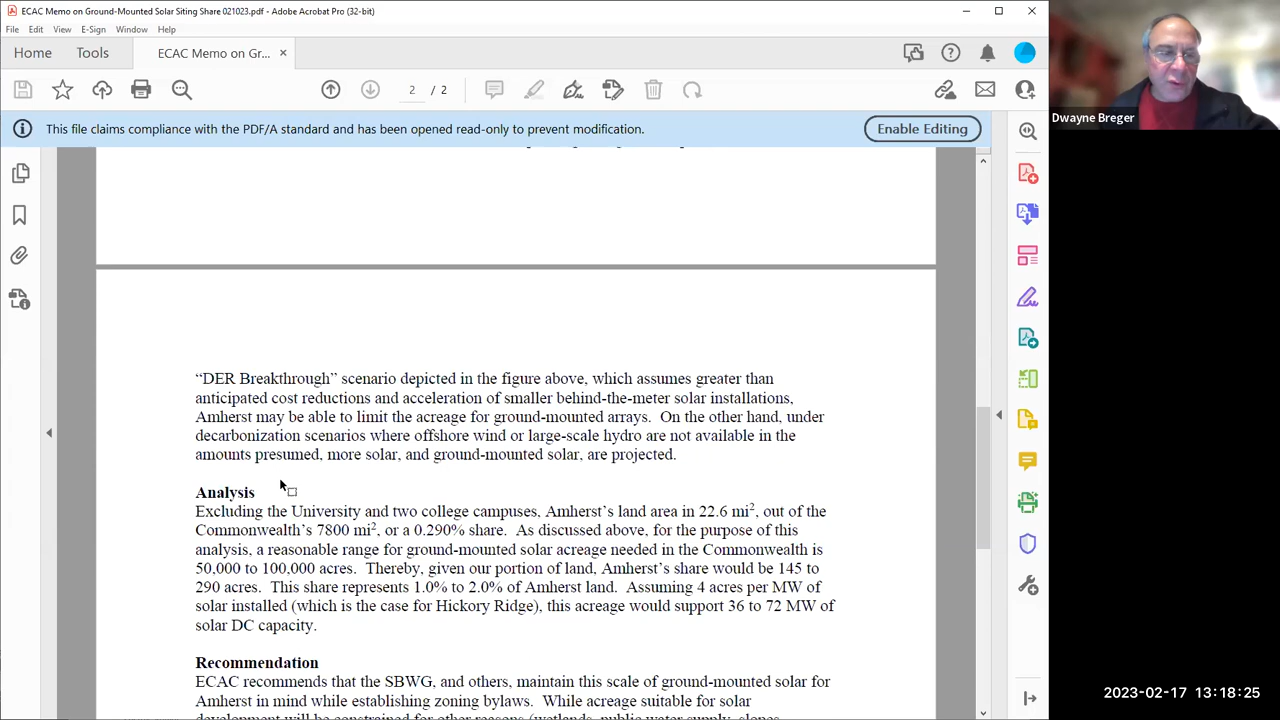 ECAC Memo on Ground-Mounted Solar Siting Share 021023.pdf - Adobe Acrobat Pro (32-bit)
File Edit View E-Sign Window Help
Home Tools ECAC Memo on Gr... ×
2 / 2
This file claims compliance with the PDF/A standard and has been opened read-only to prevent modification.
Enable Editing
Dwayne Breger
“DER Breakthrough” scenario depicted in the figure above, which assumes greater than
anticipated cost reductions and acceleration of smaller behind-the-meter solar installations,
Amherst may be able to limit the acreage for ground-mounted arrays. On the other hand, under
decarbonization scenarios where offshore wind or large-scale hydro are not available in the
amounts presumed, more solar, and ground-mounted solar, are projected.
Analysis
Excluding the University and two college campuses, Amherst’s land area in 22.6 mi², out of the
Commonwealth’s 7800 mi², or a 0.290% share. As discussed above, for the purpose of this
analysis, a reasonable range for ground-mounted solar acreage needed in the Commonwealth is
50,000 to 100,000 acres. Thereby, given our portion of land, Amherst’s share would be 145 to
290 acres. This share represents 1.0% to 2.0% of Amherst land. Assuming 4 acres per MW of
solar installed (which is the case for Hickory Ridge), this acreage would support 36 to 72 MW of
solar DC capacity.
Recommendation
ECAC recommends that the SBWG, and others, maintain this scale of ground-mounted solar for
Amherst in mind while establishing zoning bylaws. While acreage suitable for solar
development will be constrained for other reasons (wetlands, public water supply, slopes,
2023-02-17 13:18:25